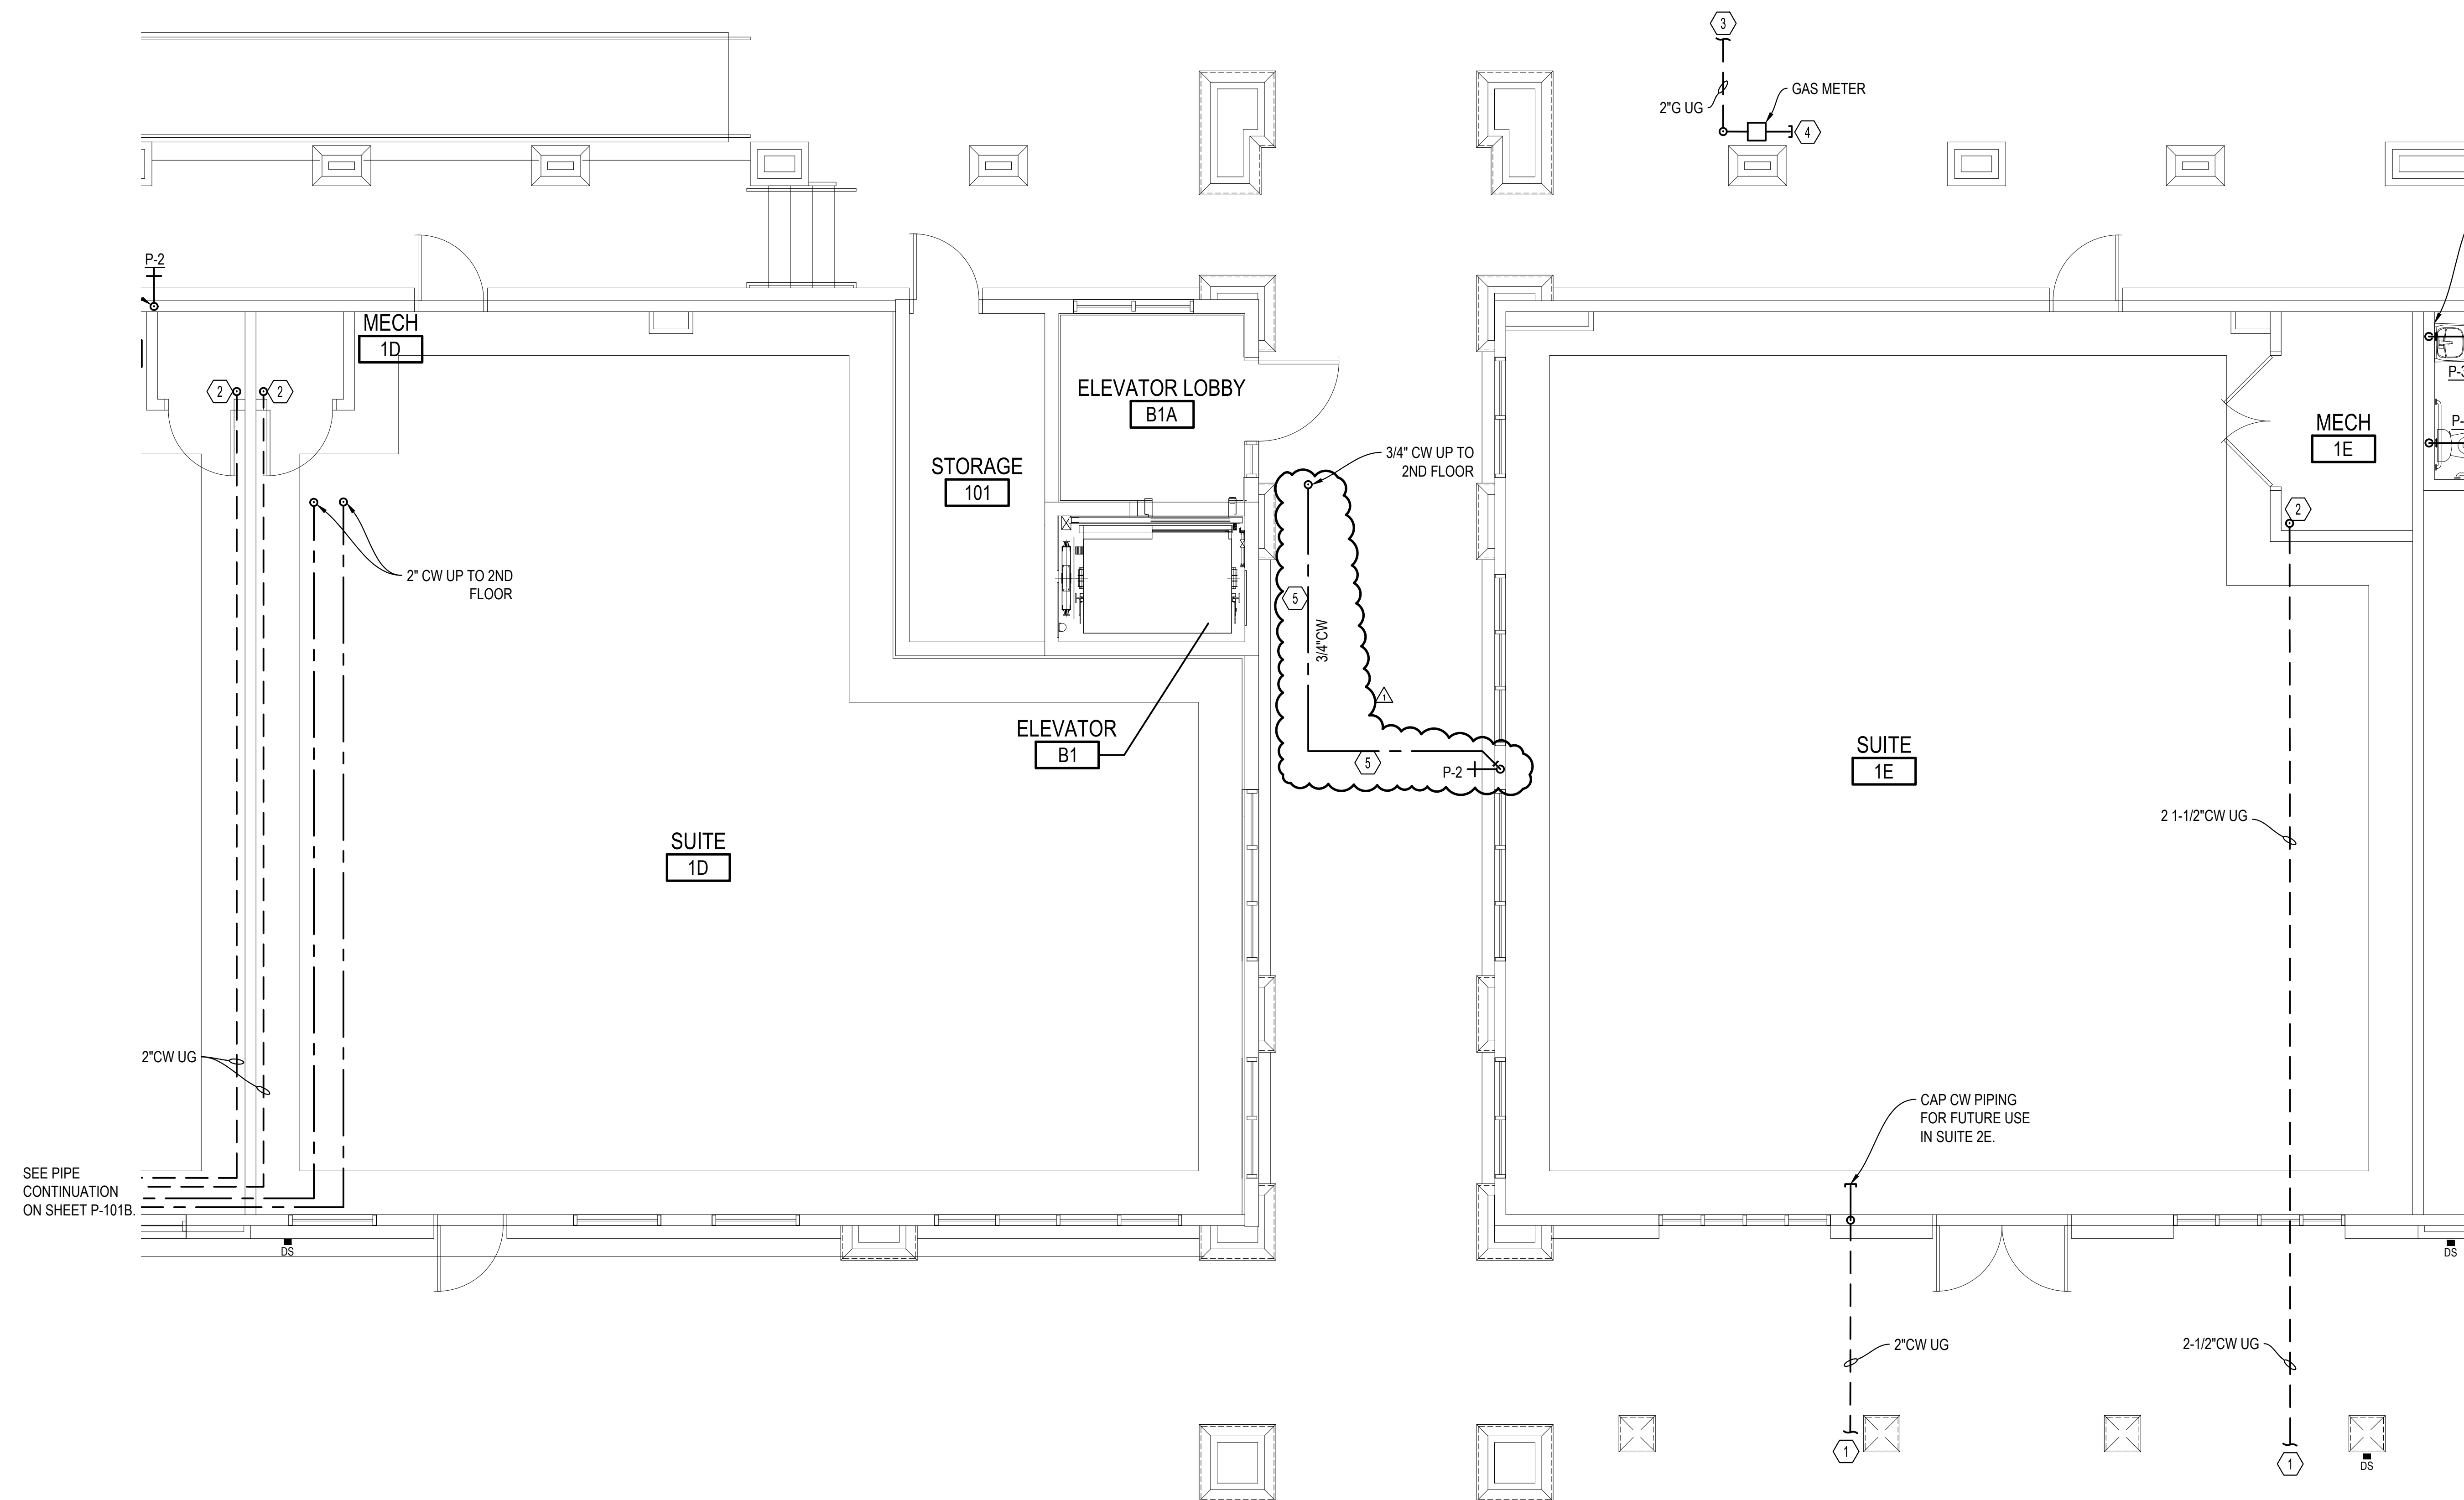 3
GAS METER
2"G UG
4
P-2
MECH
1D
2
2
ELEVATOR LOBBY
B1A
STORAGE
101
3/4" CW UP TO
2ND FLOOR
P-3
P-
MECH
1E
2
2" CW UP TO 2ND
FLOOR
5
3/4"CW
1
ELEVATOR
B1
5
P-2
SUITE
1E
SUITE
1D
2 1-1/2"CW UG
2"CW UG
CAP CW PIPING
FOR FUTURE USE
IN SUITE 2E.
SEE PIPE
CONTINUATION
ON SHEET P-101B.
DS
DS
2"CW UG
2-1/2"CW UG
1
1
DS